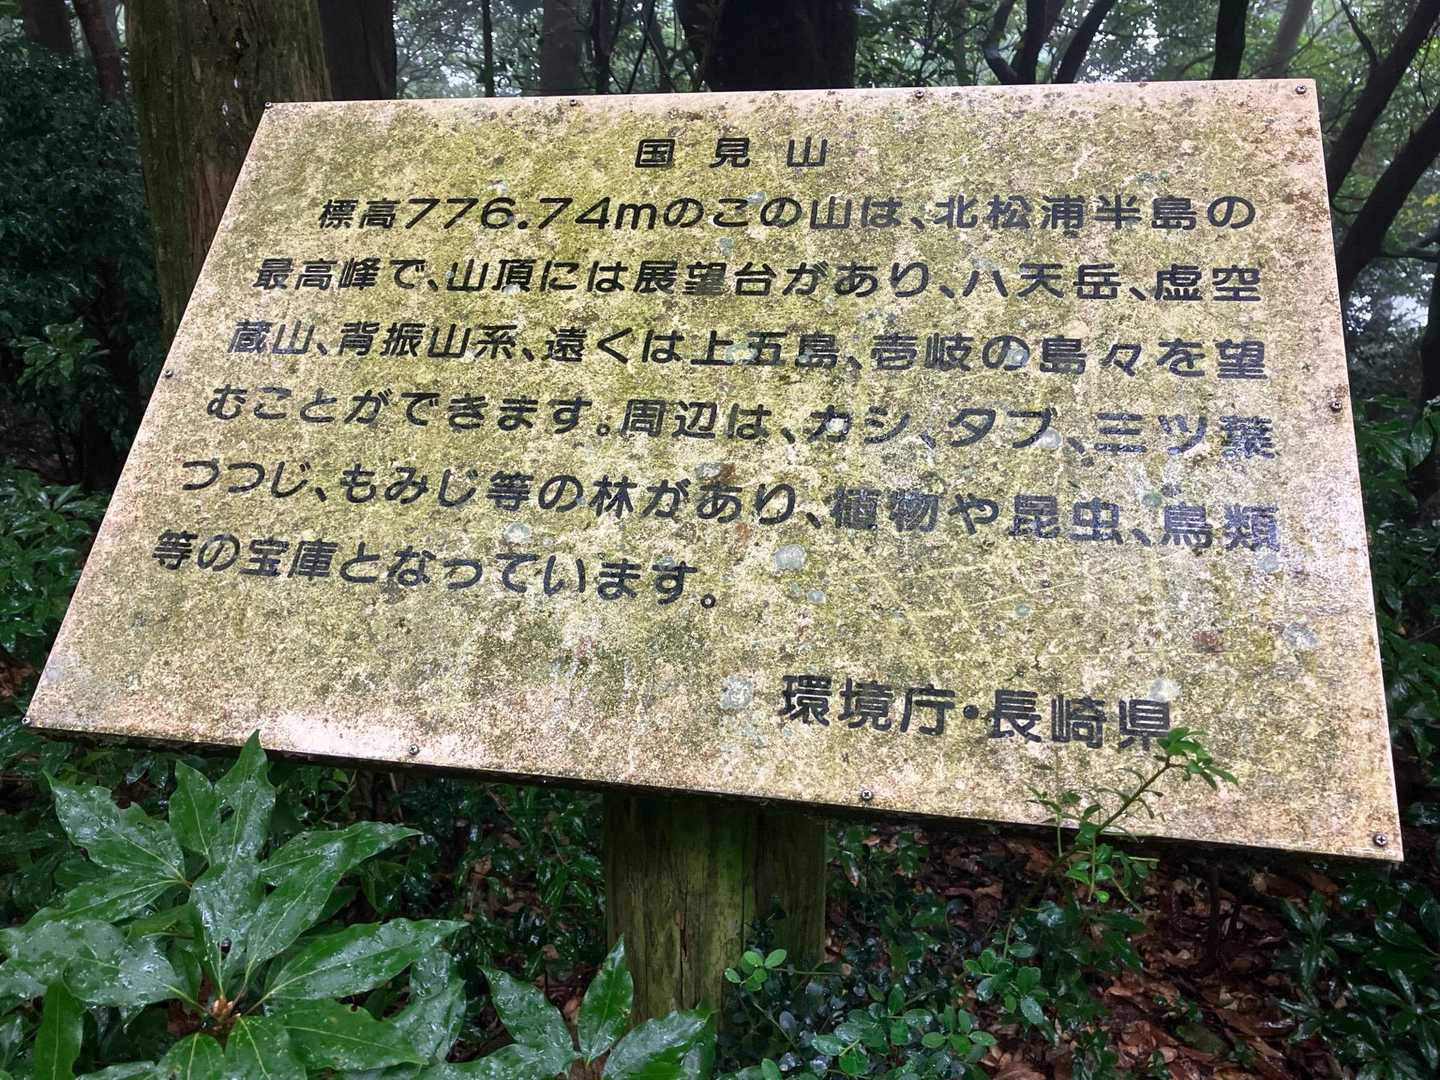 国見山
標高776.74mのこの山は、北松浦半島の
最高峰で、山頂には展望台があり、八天岳、虚空
蔵山、背振山系、遠くは上五島、壱岐の島々を望
むことができます。周辺は、カシ、タブ、三ツ葉
つつじ、もみじ等の林があり、植物や昆虫、鳥類
等の宝庫となっています。
環境庁・長崎県